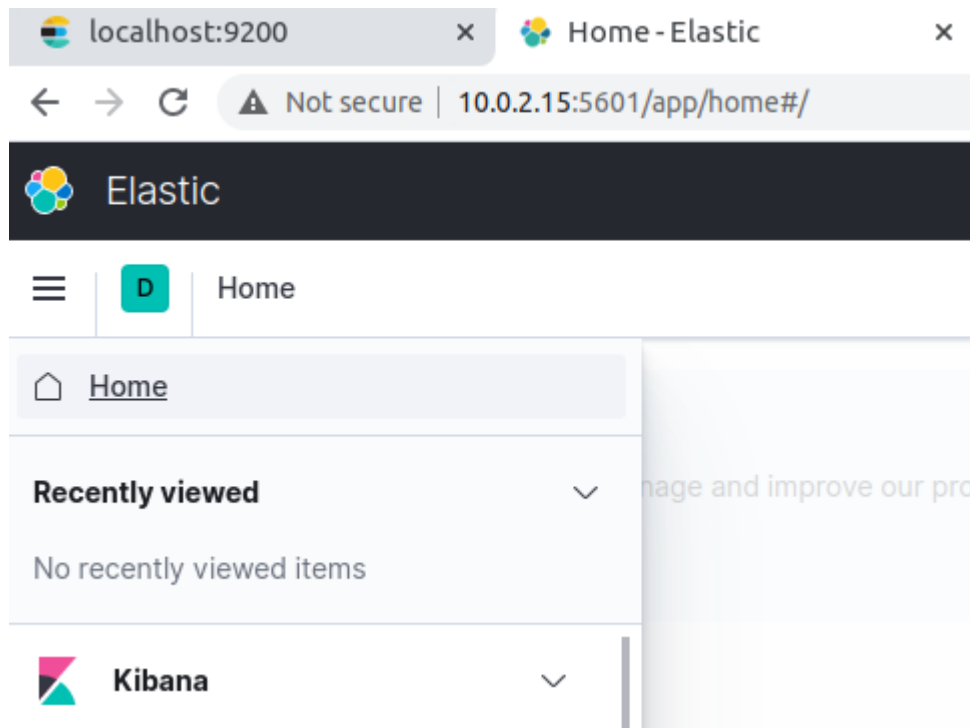 localhost:9200 Home - Elastic
Not secure 10.0.2.15:5601/app/home#/
Elastic
D Home
Home
Recently viewed
nage and improve our pro
No recently viewed items
Kibana